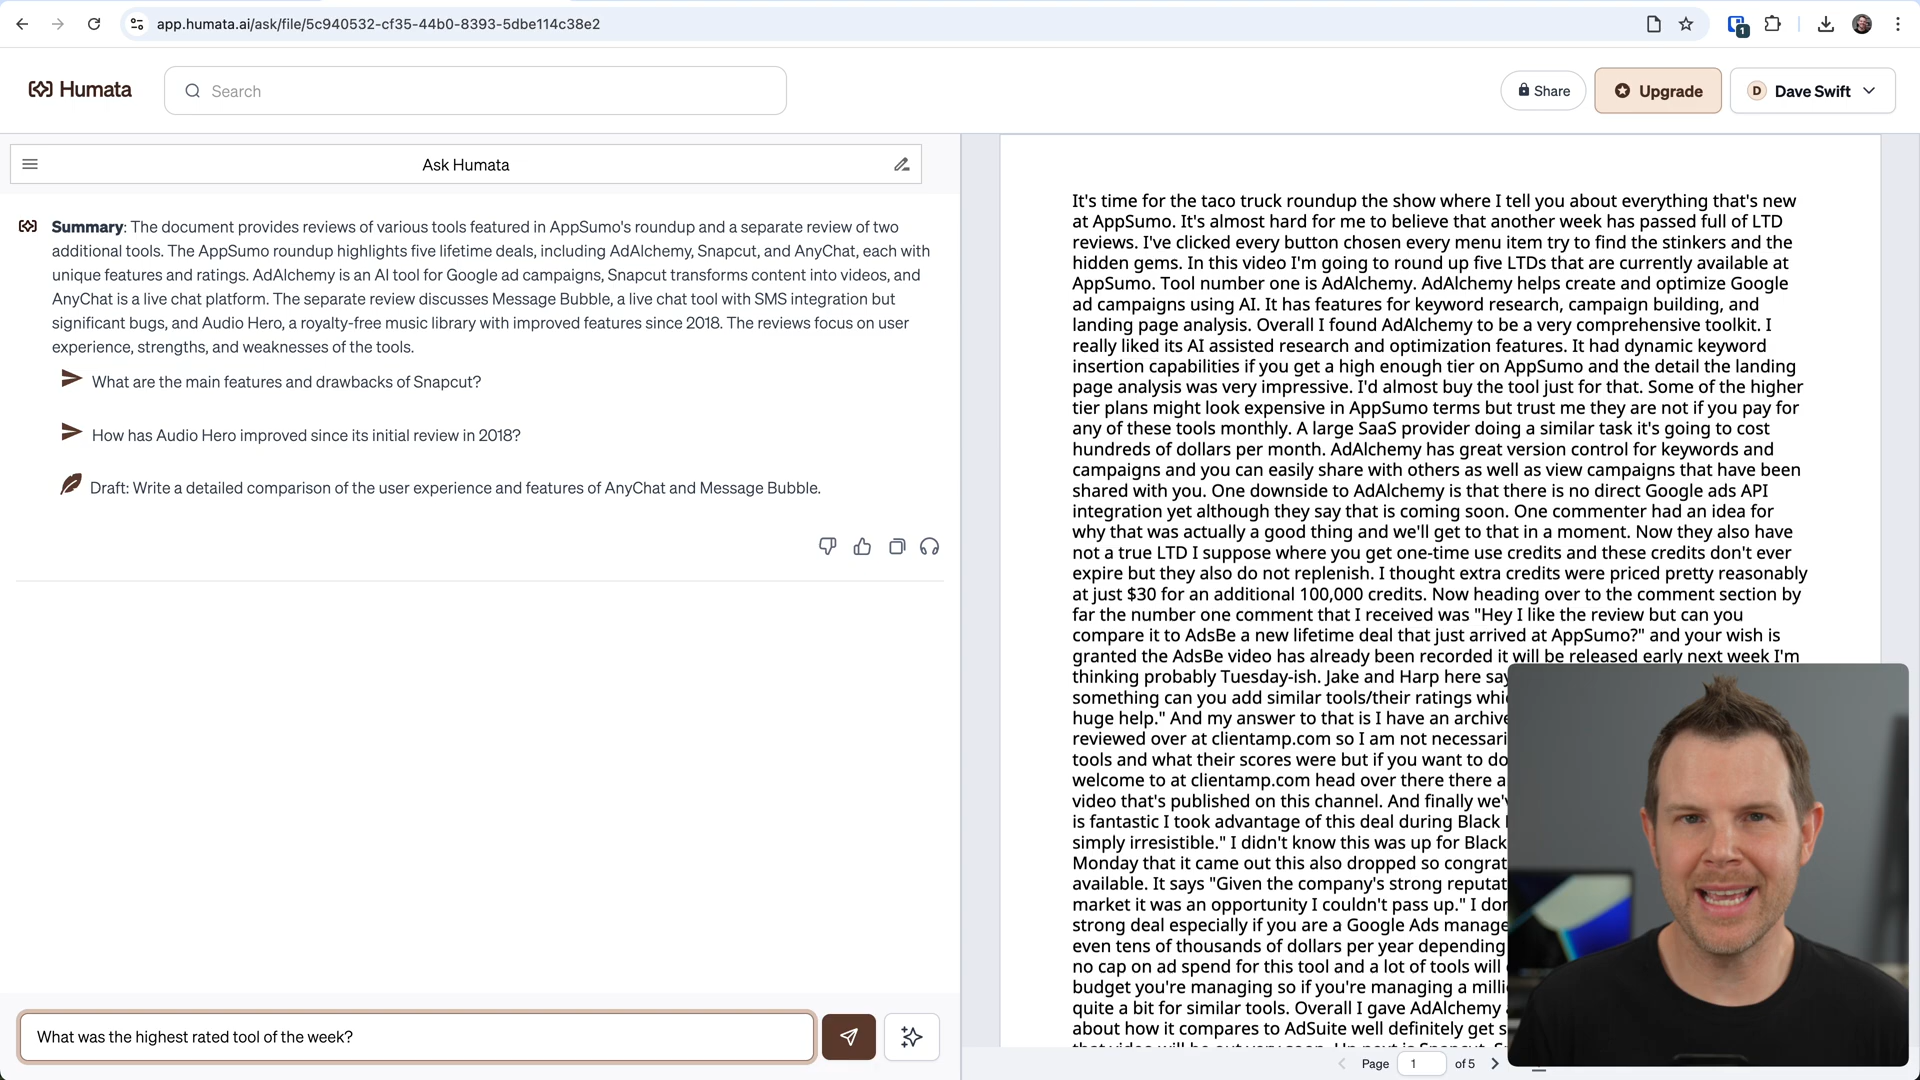 app.humata.ai/ask/file/5c940532-cf35-44b0-8393-5dbe114c38e2
1
Humata
Search
Share
Upgrade
D
Dave Swift
Ask Humata
Summary: The document provides reviews of various tools featured in AppSumo's roundup and a separate review of two
additional tools. The AppSumo roundup highlights five lifetime deals, including AdAlchemy, Snapcut, and AnyChat, each with
unique features and ratings. AdAlchemy is an AI tool for Google ad campaigns, Snapcut transforms content into videos, and
AnyChat is a live chat platform. The separate review discusses Message Bubble, a live chat tool with SMS integration but
significant bugs, and Audio Hero, a royalty-free music library with improved features since 2018. The reviews focus on user
experience, strengths, and weaknesses of the tools.
What are the main features and drawbacks of Snapcut?
How has Audio Hero improved since its initial review in 2018?
Draft: Write a detailed comparison of the user experience and features of AnyChat and Message Bubble.
What was the highest rated tool of the week?
It's time for the taco truck roundup the show where I tell you about everything that's new
at AppSumo. It's almost hard for me to believe that another week has passed full of LTD
reviews. I've clicked every button chosen every menu item try to find the stinkers and the
hidden gems. In this video I'm going to round up five LTDs that are currently available at
AppSumo. Tool number one is AdAlchemy. AdAlchemy helps create and optimize Google
ad campaigns using AI. It has features for keyword research, campaign building, and
landing page analysis. Overall I found AdAlchemy to be a very comprehensive toolkit. I
really liked its AI assisted research and optimization features. It had dynamic keyword
insertion capabilities if you get a high enough tier on AppSumo and the detail the landing
page analysis was very impressive. I'd almost buy the tool just for that. Some of the higher
tier plans might look expensive in AppSumo terms but trust me they are not if you pay for
any of these tools monthly. A large SaaS provider doing a similar task it's going to cost
hundreds of dollars per month. AdAlchemy has great version control for keywords and
campaigns and you can easily share with others as well as view campaigns that have been
shared with you. One downside to AdAlchemy is that there is no direct Google ads API
integration yet although they say that is coming soon. One commenter had an idea for
why that was actually a good thing and we'll get to that in a moment. Now they also have
not a true LTD I suppose where you get one-time use credits and these credits don't ever
expire but they also do not replenish. I thought extra credits were priced pretty reasonably
at just $30 for an additional 100,000 credits. Now heading over to the comment section by
far the number one comment that I received was "Hey I like the review but can you
compare it to AdsBe a new lifetime deal that just arrived at AppSumo?" and your wish is
granted the AdsBe video has already been recorded it will be released early next week I'm
thinking probably Tuesday-ish. Jake and Harp here say
something can you add similar tools/their ratings
huge help." And my answer to that is I have an archive
reviewed over at clientamp.com so I am not
tools and what their scores were but if you want to do
welcome to at clientamp.com head over there there a
video that's published on this channel. And finally
is fantastic I took advantage of this deal during Black
simply irresistible." I didn't know this was up for Black
Monday that it came out this also dropped so
available. It says "Given the company's strong
market it was an opportunity I couldn't pass up." I
strong deal especially if you are a Google Ads
even tens of thousands of dollars per year depending
no cap on ad spend for this tool and a lot of tools will
budget you're managing so if you're managing a
quite a bit for similar tools. Overall I gave AdAlchemy
about how it compares to AdSuite well definitely get
Page 1 of 5